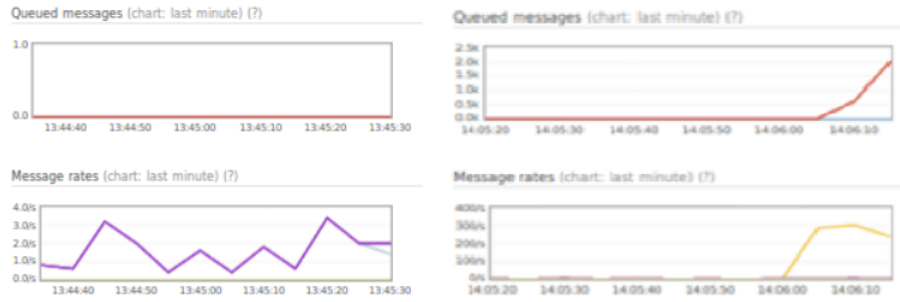 Queued messages (chart: last minute) (?)
1.0
0.0
13:44:40 13:44:50 13:45:00 13:45:10 13:45:20 13:45:30
Queued messages (chart: last minute) (?)
2.5k
2.0k
1.5k
1.0k
0.5k
0.0k
14:05:20 14:05:30 14:05:40 14:05:50 14:06:00 14:06:10
Message rates (chart: last minute) (?)
4.0/s
3.0/s
2.0/s
1.0/s
0.0/s
13:44:40 13:44:50 13:45:00 13:45:10 13:45:20 13:45:30
Message rates (chart: last minute) (?)
400/s
300/s
200/s
100/s
0/s
14:05:20 14:05:30 14:05:40 14:05:50 14:06:00 14:06:10